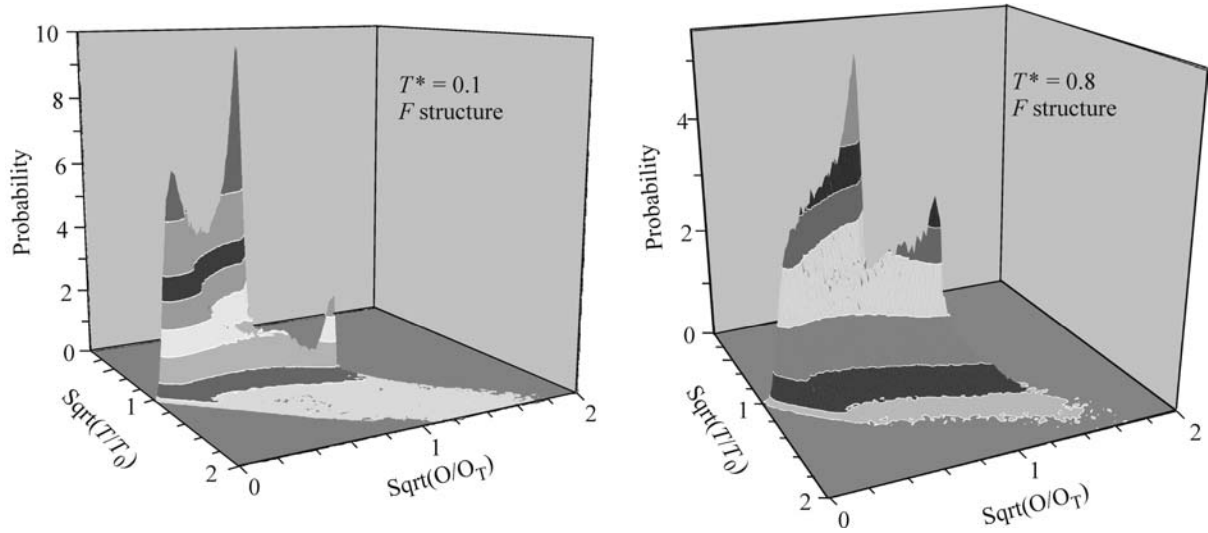 10
8
6
4
2
0
Probability
T* = 0.1
F structure
1
2
Sqrt(T/T0)
0
1
2
Sqrt(O/OT)
4
2
0
Probability
T* = 0.8
F structure
1
2
Sqrt(T/T0)
0
1
2
Sqrt(O/OT)